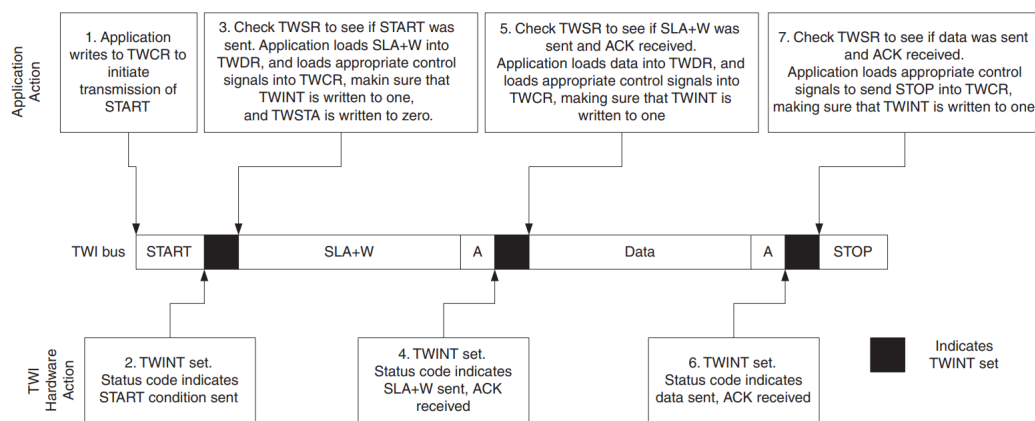 Application
Action
1. Application
writes to TWCR to
initiate
transmission of
START
3. Check TWSR to see if START was
sent. Application loads SLA+W into
TWDR, and loads appropriate control
signals into TWCR, makin sure that
TWINT is written to one,
and TWSTA is written to zero.
5. Check TWSR to see if SLA+W was
sent and ACK received.
Application loads data into TWDR, and
loads appropriate control signals into
TWCR, making sure that TWINT is
written to one
7. Check TWSR to see if data was sent
and ACK received.
Application loads appropriate control
signals to send STOP into TWCR,
making sure that TWINT is written to one
TWI bus
START
SLA+W
A
Data
A
STOP
TWI
Hardware
Action
2. TWINT set.
Status code indicates
START condition sent
4. TWINT set.
Status code indicates
SLA+W sent, ACK
received
6. TWINT set.
Status code indicates
data sent, ACK received
Indicates
TWINT set